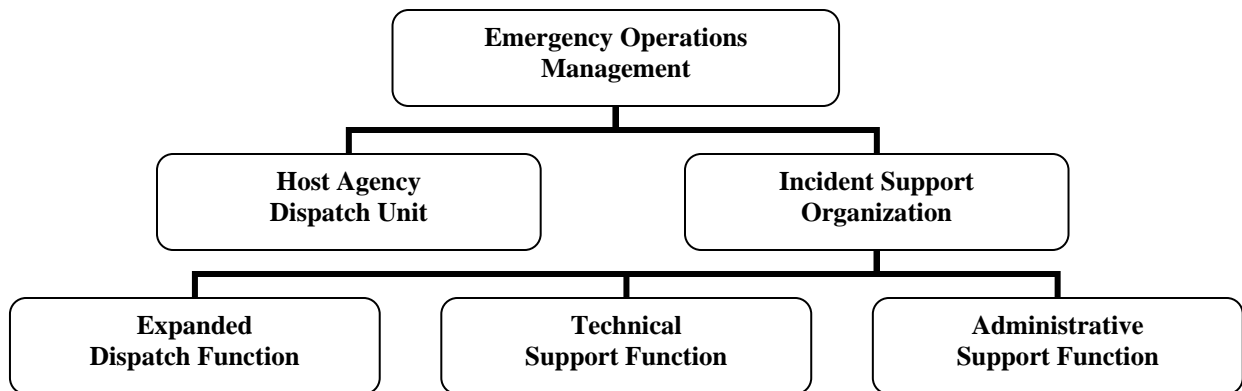 Emergency Operations
Management
Host Agency
Dispatch Unit
Incident Support
Organization
Expanded
Dispatch Function
Technical
Support Function
Administrative
Support Function